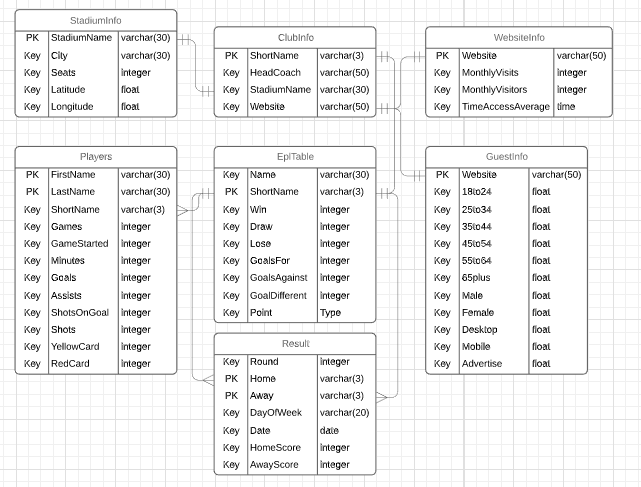 StadiumInfo
PK StadiumName varchar(30)
Key City varchar(30)
Key Seats integer
Key Latitude float
Key Longitude float
ClubInfo
PK ShortName varchar(3)
Key HeadCoach varchar(50)
Key StadiumName varchar(30)
Key Website varchar(50)
WebsiteInfo
PK Website varchar(50)
Key MonthlyVisits integer
Key MonthlyVisitors integer
Key TimeAccessAverage time
Players
PK FirstName varchar(30)
PK LastName varchar(30)
Key ShortName varchar(3)
Key Games integer
Key GameStarted integer
Key Minutes integer
Key Goals integer
Key Assists integer
Key ShotsOnGoal integer
Key Shots integer
Key YellowCard integer
Key RedCard integer
EplTable
Key Name varchar(30)
PK ShortName varchar(3)
Key Win integer
Key Draw integer
Key Lose integer
Key GoalsFor integer
Key GoalsAgainst integer
Key GoalDifferent integer
Key Point Type
GuestInfo
PK Website varchar(50)
Key 18to24 float
Key 25to34 float
Key 35to44 float
Key 45to54 float
Key 55to64 float
Key 65plus float
Key Male float
Key Female float
Key Desktop float
Key Mobile float
Key Advertise float
Result
Key Round integer
PK Home varchar(3)
PK Away varchar(3)
Key DayOfWeek varchar(20)
Key Date date
Key HomeScore integer
Key AwayScore integer